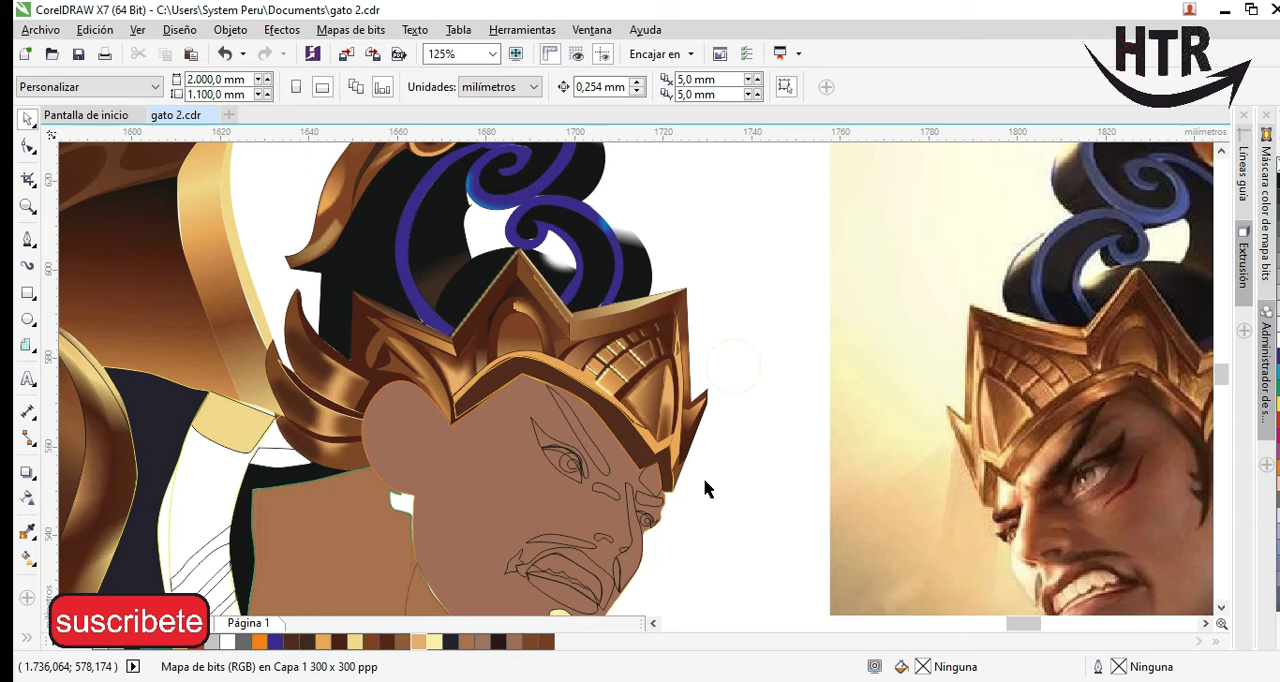 CorelDRAW X7 (64 Bit) - C:\Users\System Peru\Documents\gato 2.cdr
Archivo Edición Ver Diseño Objeto Efectos Mapas de bits Texto Tabla Herramientas Ventana Ayuda
HTR
125% Encajar en
Personalizar 2.000,0 mm Unidades: milímetros 0,254 mm 5,0 mm
1.100,0 mm 5,0 mm
Pantalla de inicio gato 2.cdr
1600 1620 1640 1660 1680 1700 1720 1740 1760 1780 1800 1820 milímetros
620
600
580
560
540
Líneas guía
Extrusión
Máscara color de mapa bits
Administrador de s...
suscribete
Página 1
( 1.736,064; 578,174 ) Mapa de bits (RGB) en Capa 1 300 x 300 ppp Ninguna Ninguna